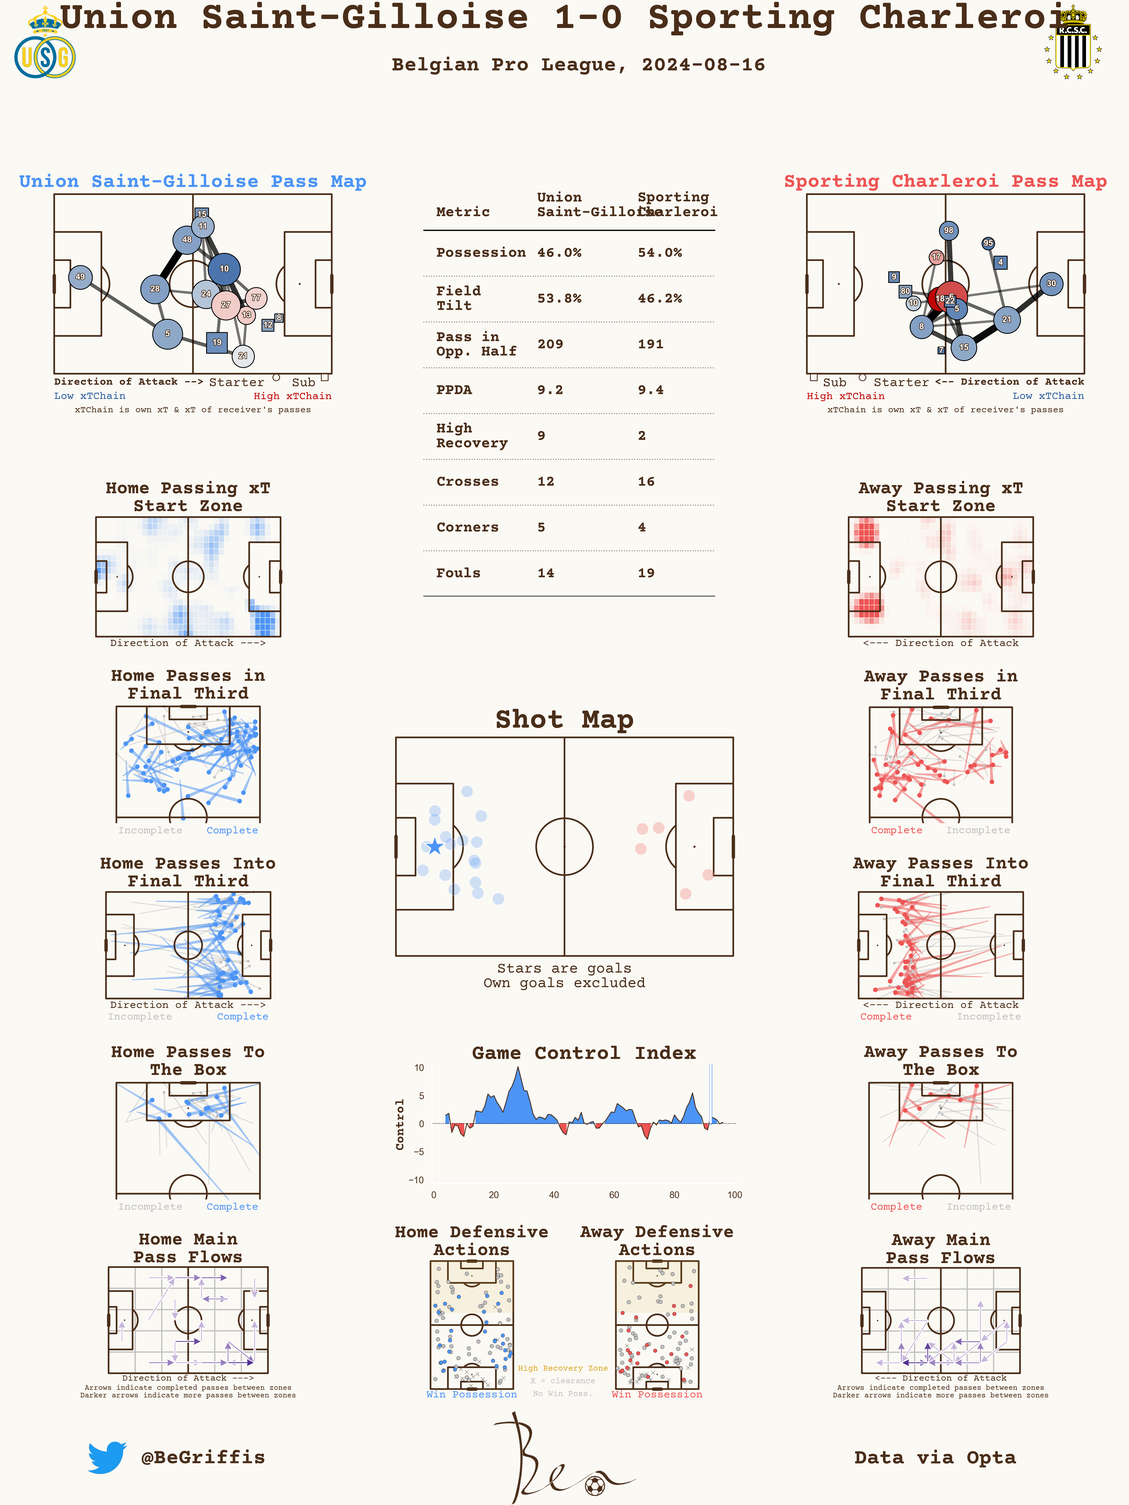 Union Saint-Gilloise 1-0 Sporting Charleroi
R.C.S.C.
USG
Belgian Pro League, 2024-08-16
Union Saint-Gilloise Pass Map
15
11
48
10
49
28
24
27
77
13
12
5
19
21
Direction of Attack --> Starter Sub
Low xTChain High xTChain
xTChain is own xT & xT of receiver's passes
Metric Union Saint-Gilloise Sporting Charleroi
Possession 46.0% 54.0%
Field Tilt 53.8% 46.2%
Pass in Opp. Half 209 191
PPDA 9.2 9.4
High Recovery 9 2
Crosses 12 16
Corners 5 4
Fouls 14 19
Sporting Charleroi Pass Map
98
95
17
4
9
30
80
18
10
22
5
8
21
15
7
Sub Starter <-- Direction of Attack
High xTChain Low xTChain
xTChain is own xT & xT of receiver's passes
Home Passing xT
Start Zone
Direction of Attack --->
Away Passing xT
Start Zone
<--- Direction of Attack
Home Passes in
Final Third
Incomplete Complete
Away Passes in
Final Third
Complete Incomplete
Shot Map
Stars are goals
Own goals excluded
Home Passes Into
Final Third
Direction of Attack --->
Incomplete Complete
Away Passes Into
Final Third
<--- Direction of Attack
Complete Incomplete
Home Passes To
The Box
Incomplete Complete
Game Control Index
Control
10
5
0
−5
−10
0 20 40 60 80 100
Away Passes To
The Box
Complete Incomplete
Home Main
Pass Flows
Direction of Attack --->
Arrows indicate completed passes between zones
Darker arrows indicate more passes between zones
Home Defensive
Actions
Win Possession
High Recovery Zone
X = clearance
No Win Poss.
Away Defensive
Actions
Win Possession
Away Main
Pass Flows
<--- Direction of Attack
Arrows indicate completed passes between zones
Darker arrows indicate more passes between zones
@BeGriffis
Ben
Data via Opta